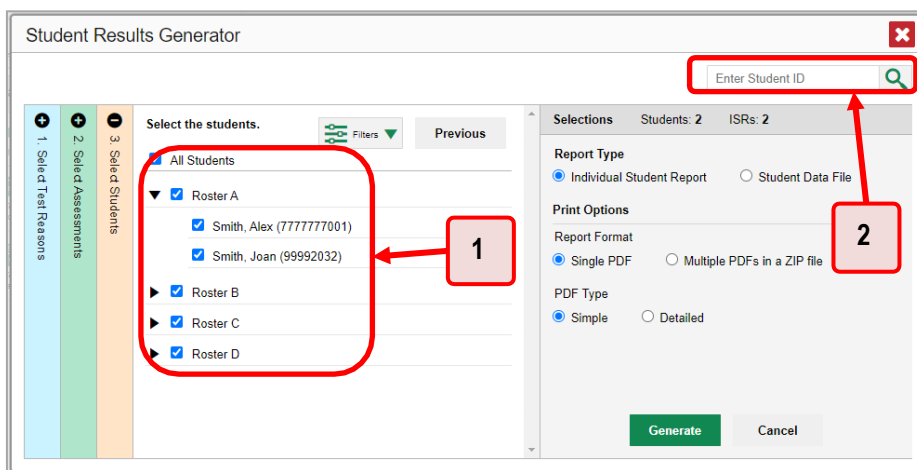 Student Results Generator
Enter Student ID
1. Select Test Reasons
2. Select Assessments
3. Select Students
Select the students.
Filters
Previous
All Students
Roster A
Smith, Alex (7777777001)
Smith, Joan (99992032)
Roster B
Roster C
Roster D
1
Selections Students: 2 ISRs: 2
Report Type
Individual Student Report Student Data File
Print Options
Report Format
Single PDF Multiple PDFs in a ZIP file
PDF Type
Simple Detailed
2
Generate Cancel